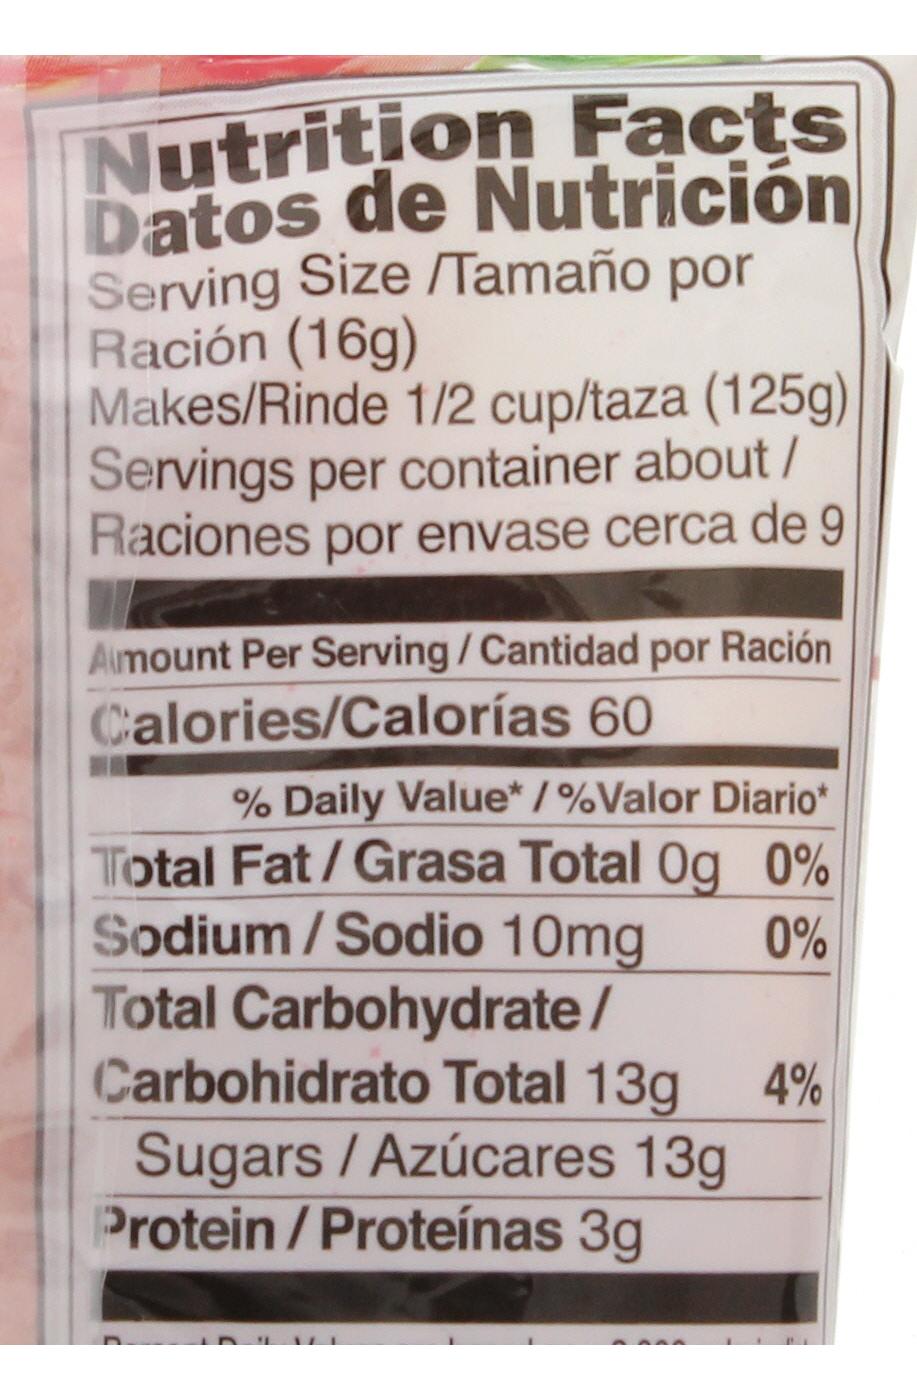 Nutrition Facts
Datos de Nutrición
Serving Size /Tamaño por
Ración (16g)
Makes/Rinde 1/2 cup/taza (125g)
Servings per container about /
Raciones por envase cerca de 9
Amount Per Serving / Cantidad por Ración
Calories/Calorías 60
% Daily Value* / %Valor Diario*
Total Fat / Grasa Total 0g 0%
Sodium / Sodio 10mg 0%
Total Carbohydrate /
Carbohidrato Total 13g 4%
Sugars / Azúcares 13g
Protein / Proteínas 3g